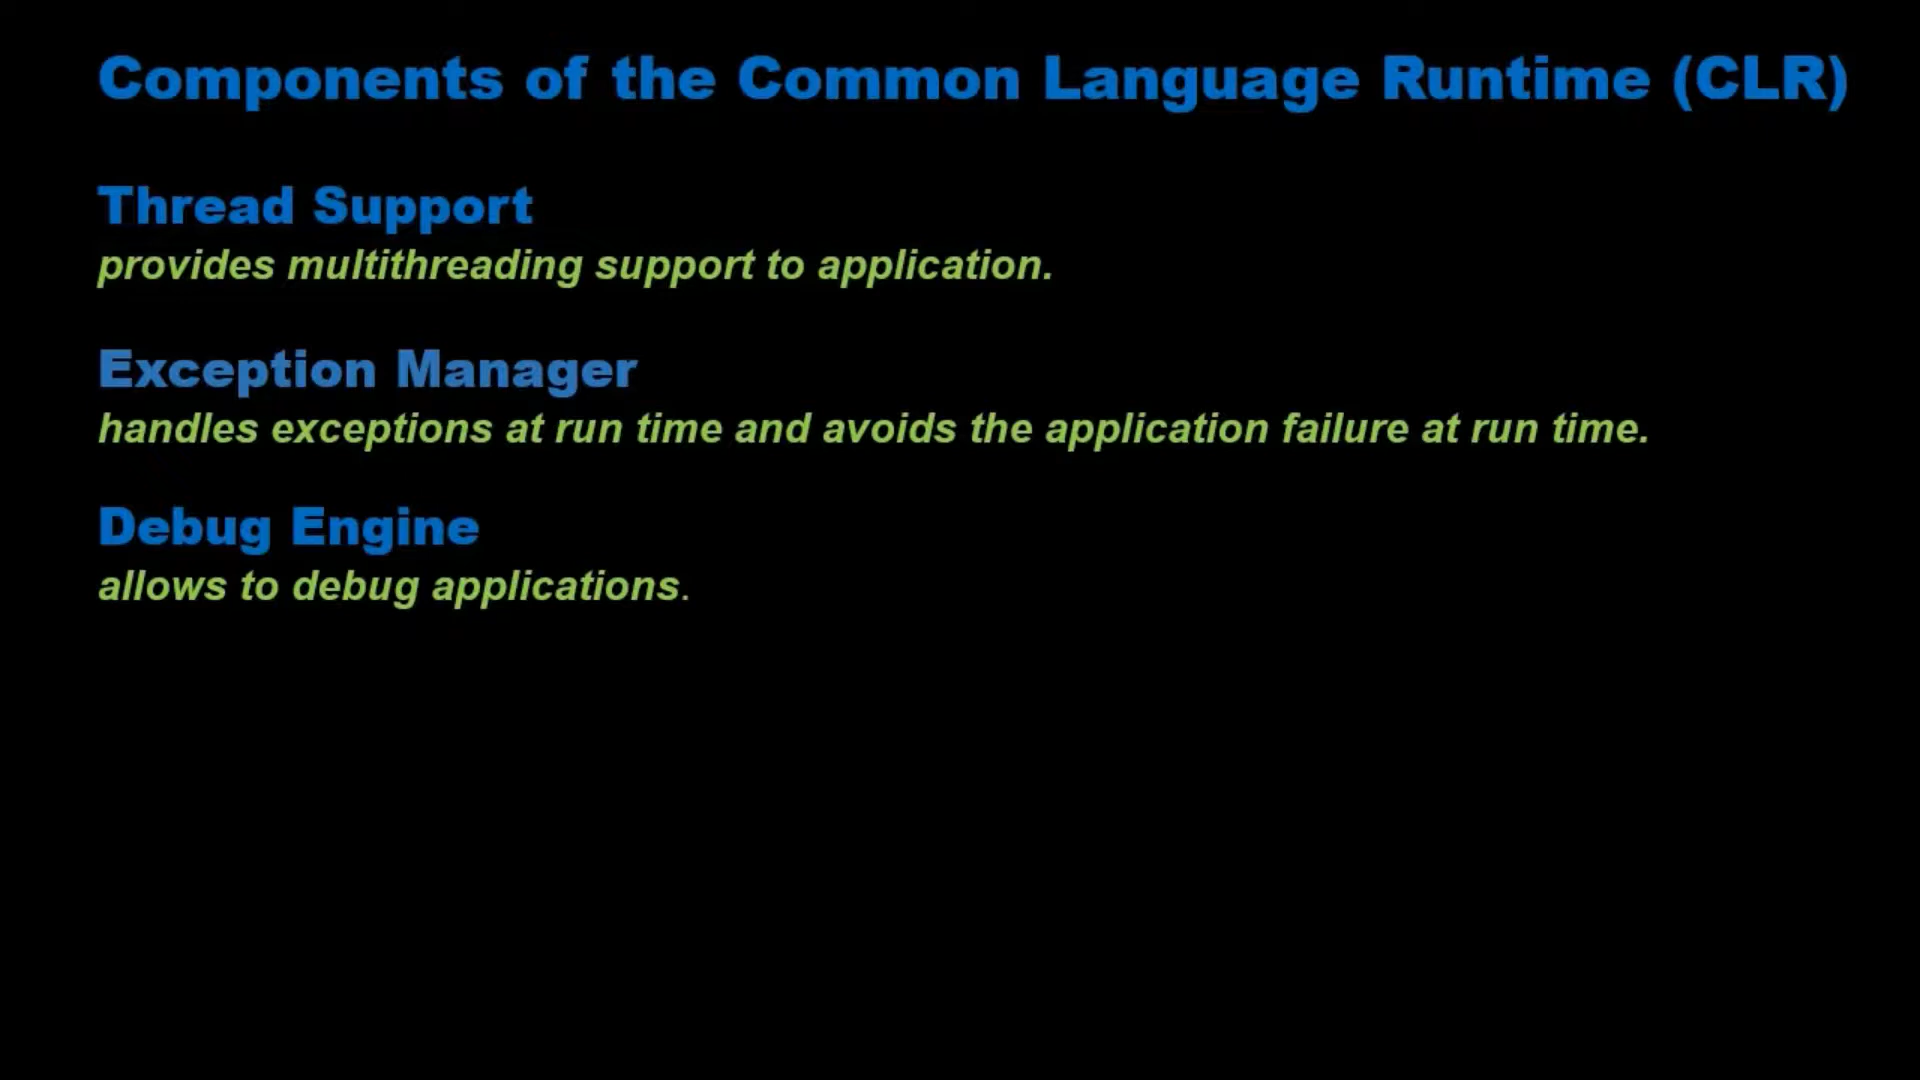 Components of the Common Language Runtime (CLR)
Thread Support
provides multithreading support to application.
Exception Manager
handles exceptions at run time and avoids the application failure at run time.
Debug Engine
allows to debug applications.